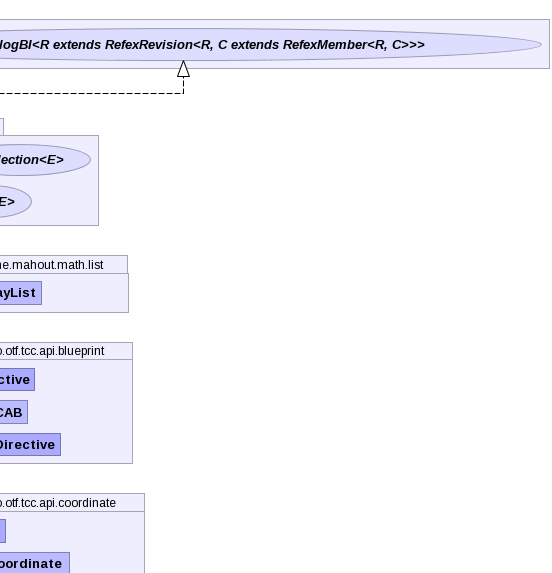 logBI<R extends RefexRevision<R, C extends RefexMember<R, C>>>
lection<E>
E>
ne.mahout.math.list
ayList
o.otf.tcc.api.blueprint
ctive
CAB
Directive
o.otf.tcc.api.coordinate
oordinate